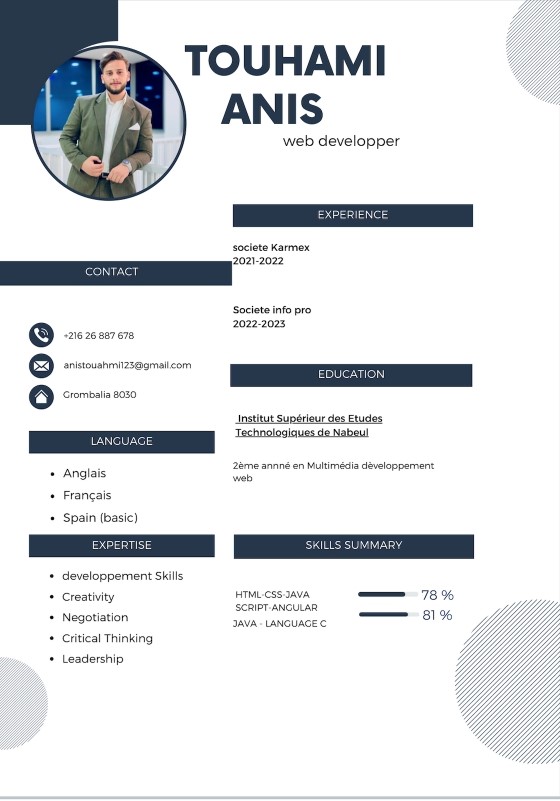 TOUHAMI
ANIS
web developper
CONTACT
+216 26 887 678
anistouahmi123@gmail.com
Grombalia 8030
LANGUAGE
Anglais
Français
Spain (basic)
EXPERTISE
developpement Skills
Creativity
Negotiation
Critical Thinking
Leadership
EXPERIENCE
societe Karmex
2021-2022
Societe info pro
2022-2023
EDUCATION
Institut Supérieur des Etudes
Technologiques de Nabeul
2ème annné en Multimédia dèveloppement
web
SKILLS SUMMARY
HTML-CSS-JAVA
SCRIPT-ANGULAR
78 %
JAVA - LANGUAGE C
81 %